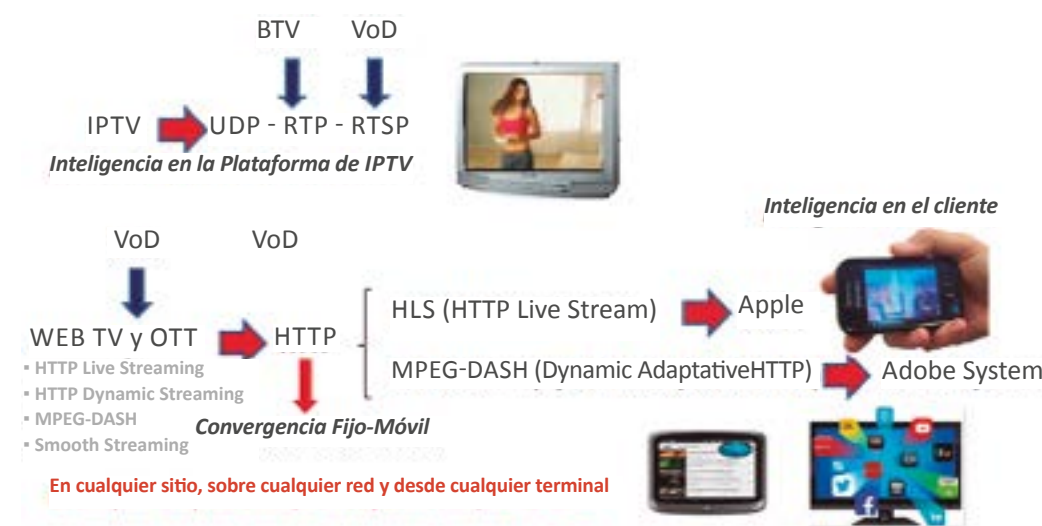 BTV VoD
IPTV UDP - RTP - RTSP
Inteligencia en la Plataforma de IPTV
Inteligencia en el cliente
VoD VoD
HLS (HTTP Live Stream) Apple
WEB TV y OTT HTTP
MPEG-DASH (Dynamic AdaptativeHTTP) Adobe System
▪ HTTP Live Streaming
▪ HTTP Dynamic Streaming
▪ MPEG-DASH
▪ Smooth Streaming
Convergencia Fijo-Móvil
En cualquier sitio, sobre cualquier red y desde cualquier terminal